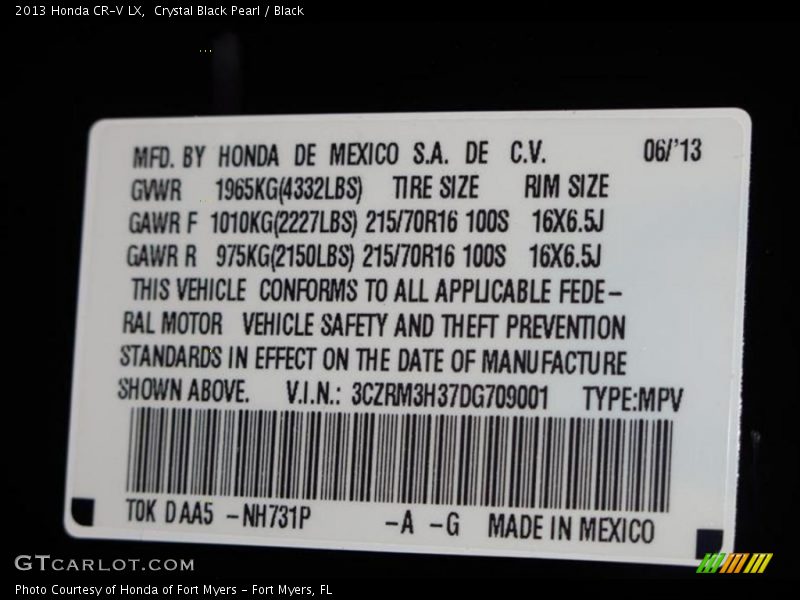 2013 Honda CR-V LX,  Crystal Black Pearl / Black
MFD. BY HONDA DE MEXICO S.A. DE C.V. 06/'13
GVWR 1965KG(4332LBS) TIRE SIZE RIM SIZE
GAWR F 1010KG(2227LBS) 215/70R16 100S 16X6.5J
GAWR R 975KG(2150LBS) 215/70R16 100S 16X6.5J
THIS VEHICLE CONFORMS TO ALL APPLICABLE FEDE-
RAL MOTOR VEHICLE SAFETY AND THEFT PREVENTION
STANDARDS IN EFFECT ON THE DATE OF MANUFACTURE
SHOWN ABOVE. V.I.N.: 3CZRM3H37DG709001 TYPE:MPV
TOK DAA5 -NH731P -A -G MADE IN MEXICO
GTCARLOT.COM
Photo Courtesy of Honda of Fort Myers - Fort Myers, FL